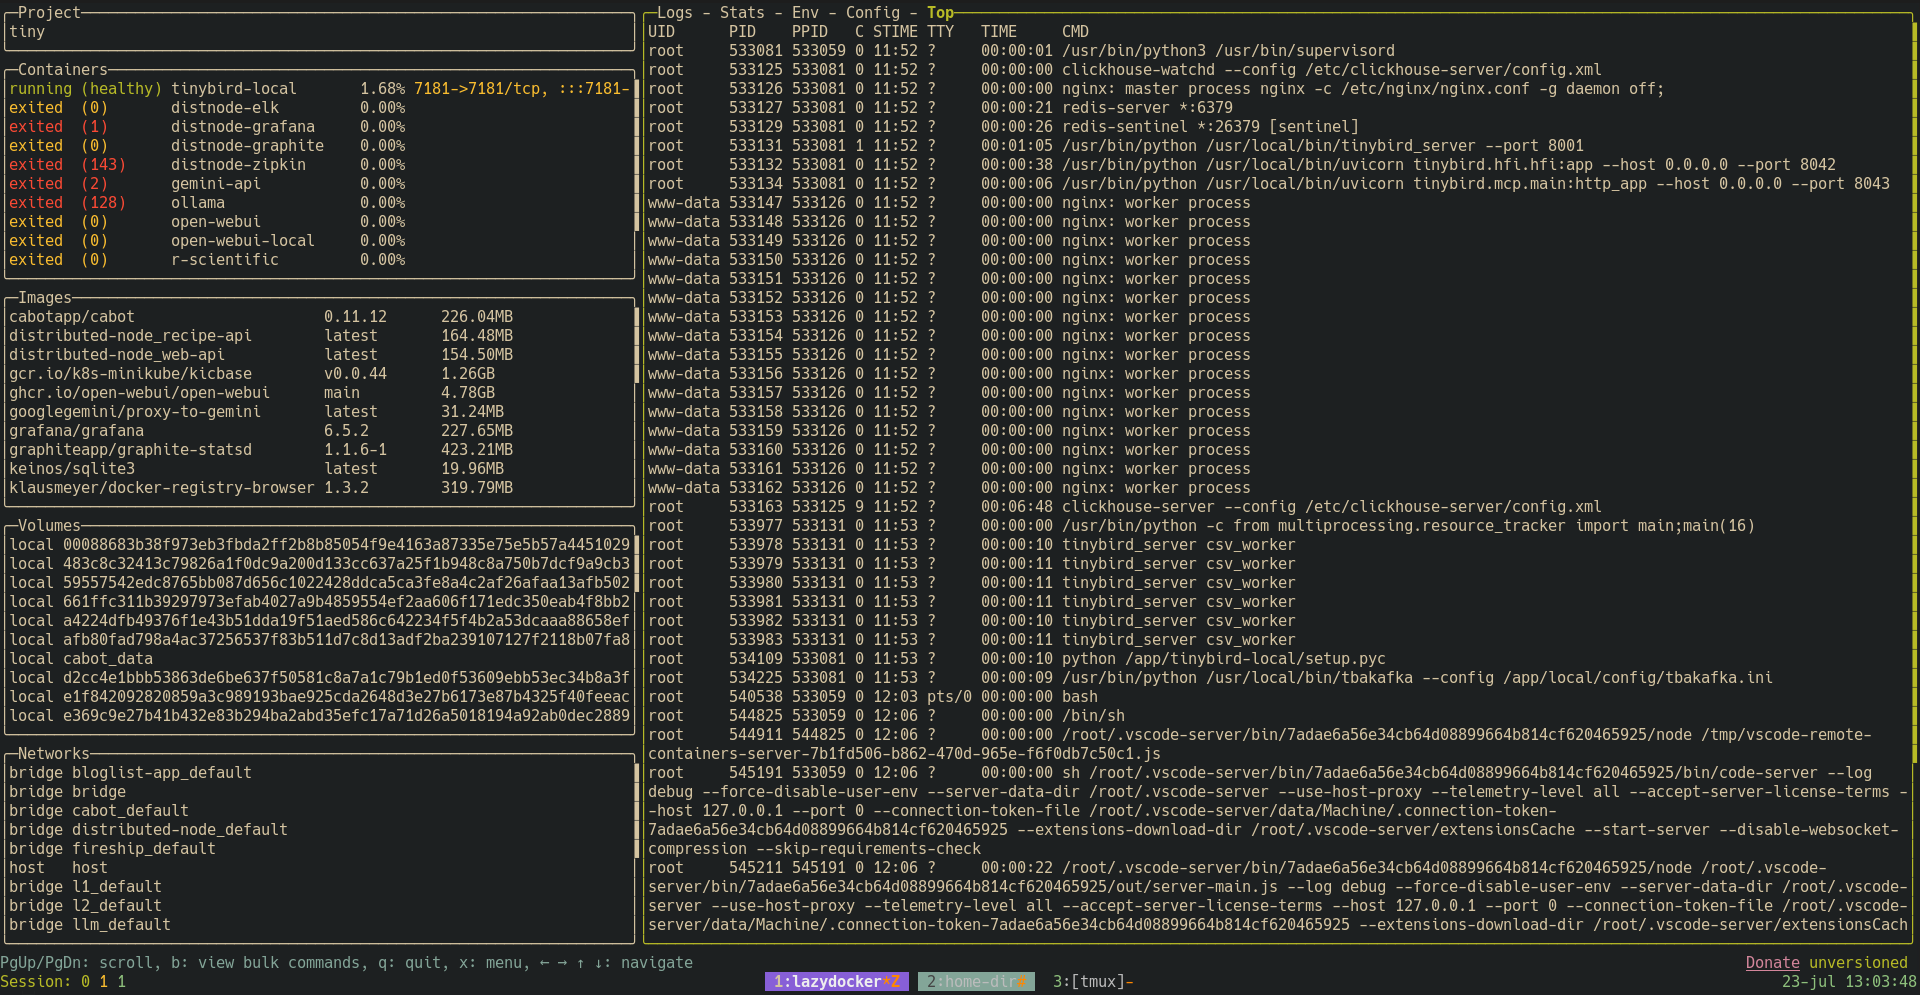 Project
tiny
Containers
running (healthy) tinybird-local 1.68% 7181->7181/tcp, :::7181-
exited (0) distnode-elk 0.00%
exited (1) distnode-grafana 0.00%
exited (0) distnode-graphite 0.00%
exited (143) distnode-zipkin 0.00%
exited (2) gemini-api 0.00%
exited (128) ollama 0.00%
exited (0) open-webui 0.00%
exited (0) open-webui-local 0.00%
exited (0) r-scientific 0.00%
Images
cabotapp/cabot 0.11.12 226.04MB
distributed-node_recipe-api latest 164.48MB
distributed-node_web-api latest 154.50MB
gcr.io/k8s-minikube/kicbase v0.0.44 1.26GB
ghcr.io/open-webui/open-webui main 4.78GB
googlegemini/proxy-to-gemini latest 31.24MB
grafana/grafana 6.5.2 227.65MB
graphiteapp/graphite-statsd 1.1.6-1 423.21MB
keinos/sqlite3 latest 19.96MB
klausmeyer/docker-registry-browser 1.3.2 319.79MB
Volumes
local 00088683b38f973eb3fbda2ff2b8b85054f9e4163a87335e75e5b57a4451029
local 483c8c32413c79826a1f0dc9a200d133cc637a25f1b948c8a750b7dcf9a9cb3
local 59557542edc8765bb087d656c1022428ddca5ca3fe8a4c2af26afaa13afb502
local 661ffc311b39297973efab4027a9b4859554ef2aa606f171edc350eab4f8bb2
local a4224dfb49376f1e43b51dda19f51aed586c642234f5f4b2a53dcaaa88658ef
local afb80fad798a4ac37256537f83b511d7c8d13adf2ba239107127f2118b07fa8
local cabot_data
local d2cc4e1bbb53863de6be637f50581c8a7a1c79b1ed0f53609ebb53ec34b8a3f
local e1f842092820859a3c989193bae925cda2648d3e27b6173e87b4325f40feeac
local e369c9e27b41b432e83b294ba2abd35efc17a71d26a5018194a92ab0dec2889
Networks
bridge bloglist-app_default
bridge bridge
bridge cabot_default
bridge distributed-node_default
bridge fireship_default
host host
bridge l1_default
bridge l2_default
bridge llm_default
Logs - Stats - Env - Config - Top
UID PID PPID C STIME TTY TIME CMD
root 533081 533059 0 11:52 ? 00:00:01 /usr/bin/python3 /usr/bin/supervisord
root 533125 533081 0 11:52 ? 00:00:00 clickhouse-watchd --config /etc/clickhouse-server/config.xml
root 533126 533081 0 11:52 ? 00:00:00 nginx: master process nginx -c /etc/nginx/nginx.conf -g daemon off;
root 533127 533081 0 11:52 ? 00:00:21 redis-server *:6379
root 533129 533081 0 11:52 ? 00:00:26 redis-sentinel *:26379 [sentinel]
root 533131 533081 1 11:52 ? 00:01:05 /usr/bin/python /usr/local/bin/tinybird_server --port 8001
root 533132 533081 0 11:52 ? 00:00:38 /usr/bin/python /usr/local/bin/uvicorn tinybird.hfi.hfi:app --host 0.0.0.0 --port 8042
root 533134 533081 0 11:52 ? 00:00:06 /usr/bin/python /usr/local/bin/uvicorn tinybird.mcp.main:http_app --host 0.0.0.0 --port 8043
www-data 533147 533126 0 11:52 ? 00:00:00 nginx: worker process
www-data 533148 533126 0 11:52 ? 00:00:00 nginx: worker process
www-data 533149 533126 0 11:52 ? 00:00:00 nginx: worker process
www-data 533150 533126 0 11:52 ? 00:00:00 nginx: worker process
www-data 533151 533126 0 11:52 ? 00:00:00 nginx: worker process
www-data 533152 533126 0 11:52 ? 00:00:00 nginx: worker process
www-data 533153 533126 0 11:52 ? 00:00:00 nginx: worker process
www-data 533154 533126 0 11:52 ? 00:00:00 nginx: worker process
www-data 533155 533126 0 11:52 ? 00:00:00 nginx: worker process
www-data 533156 533126 0 11:52 ? 00:00:00 nginx: worker process
www-data 533157 533126 0 11:52 ? 00:00:00 nginx: worker process
www-data 533158 533126 0 11:52 ? 00:00:00 nginx: worker process
www-data 533159 533126 0 11:52 ? 00:00:00 nginx: worker process
www-data 533160 533126 0 11:52 ? 00:00:00 nginx: worker process
www-data 533161 533126 0 11:52 ? 00:00:00 nginx: worker process
www-data 533162 533126 0 11:52 ? 00:00:00 nginx: worker process
root 533163 533125 9 11:52 ? 00:06:48 clickhouse-server --config /etc/clickhouse-server/config.xml
root 533977 533131 0 11:53 ? 00:00:00 /usr/bin/python -c from multiprocessing.resource_tracker import main;main(16)
root 533978 533131 0 11:53 ? 00:00:10 tinybird_server csv_worker
root 533979 533131 0 11:53 ? 00:00:11 tinybird_server csv_worker
root 533980 533131 0 11:53 ? 00:00:11 tinybird_server csv_worker
root 533981 533131 0 11:53 ? 00:00:11 tinybird_server csv_worker
root 533982 533131 0 11:53 ? 00:00:10 tinybird_server csv_worker
root 533983 533131 0 11:53 ? 00:00:11 tinybird_server csv_worker
root 534109 533081 0 11:53 ? 00:00:10 python /app/tinybird-local/setup.pyc
root 534225 533081 0 11:53 ? 00:00:09 /usr/bin/python /usr/local/bin/tbakafka --config /app/local/config/tbakafka.ini
root 540538 533059 0 12:03 pts/0 00:00:00 bash
root 544825 533059 0 12:06 ? 00:00:00 /bin/sh
root 544911 544825 0 12:06 ? 00:00:00 /root/.vscode-server/bin/7adae6a56e34cb64d08899664b814cf620465925/node /tmp/vscode-remote-
containers-server-7b1fd506-b862-470d-965e-f6f0db7c50c1.js
root 545191 533059 0 12:06 ? 00:00:00 sh /root/.vscode-server/bin/7adae6a56e34cb64d08899664b814cf620465925/bin/code-server --log
debug --force-disable-user-env --server-data-dir /root/.vscode-server --use-host-proxy --telemetry-level all --accept-server-license-terms -
-host 127.0.0.1 --port 0 --connection-token-file /root/.vscode-server/data/Machine/.connection-token-
7adae6a56e34cb64d08899664b814cf620465925 --extensions-download-dir /root/.vscode-server/extensionsCache --start-server --disable-websocket-
compression --skip-requirements-check
root 545211 545191 0 12:06 ? 00:00:22 /root/.vscode-server/bin/7adae6a56e34cb64d08899664b814cf620465925/node /root/.vscode-
server/bin/7adae6a56e34cb64d08899664b814cf620465925/out/server-main.js --log debug --force-disable-user-env --server-data-dir /root/.vscode-
server --use-host-proxy --telemetry-level all --accept-server-license-terms --host 127.0.0.1 --port 0 --connection-token-file /root/.vscode-
server/data/Machine/.connection-token-7adae6a56e34cb64d08899664b814cf620465925 --extensions-download-dir /root/.vscode-server/extensionsCach
PgUp/PgDn: scroll, b: view bulk commands, q: quit, x: menu, ← → ↑ ↓: navigate
Donate unversioned
Session: 0 1 1
1:lazydocker*Z 2:home-dir# 3:[tmux]-
23-jul 13:03:48